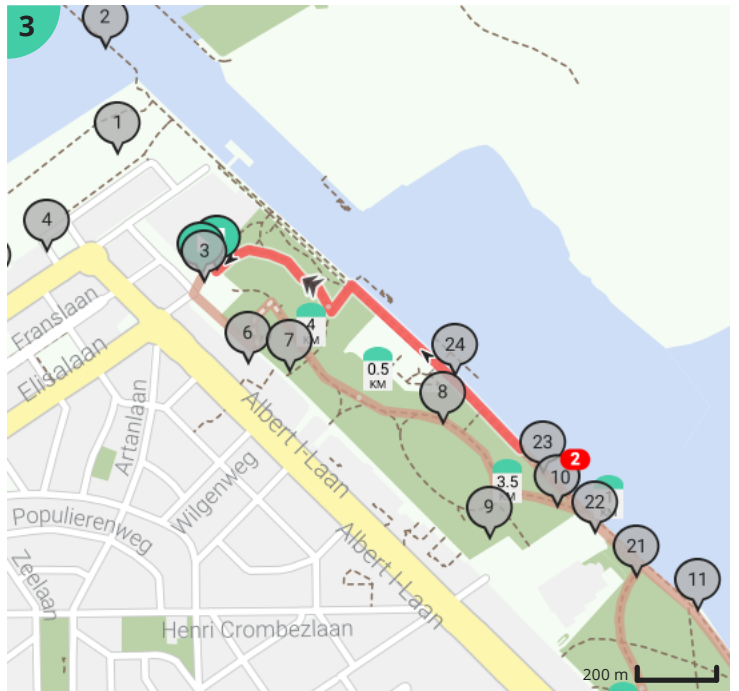 3
2
1
4
3
6
7
4
KM
0.5
KM
24
8
23
2
10
3.5
KM
9
22
1
21
11
Franslaan
Elisalaan
Artanlaan
Albert I-Laan
Wilgenweg
Populierenweg
Albert I-Laan
Zeelaan
Henri Crombezlaan
200 m